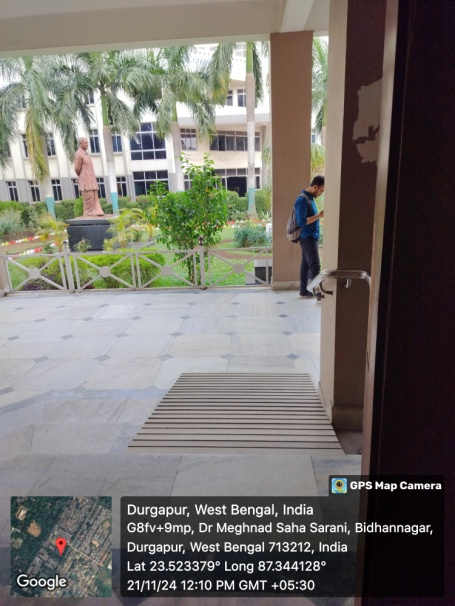 GPS Map Camera
Durgapur, West Bengal, India
G8fv+9mp, Dr Meghnad Saha Sarani, Bidhannagar,
Durgapur, West Bengal 713212, India
Lat 23.523379° Long 87.344128°
21/11/24 12:10 PM GMT +05:30
Google